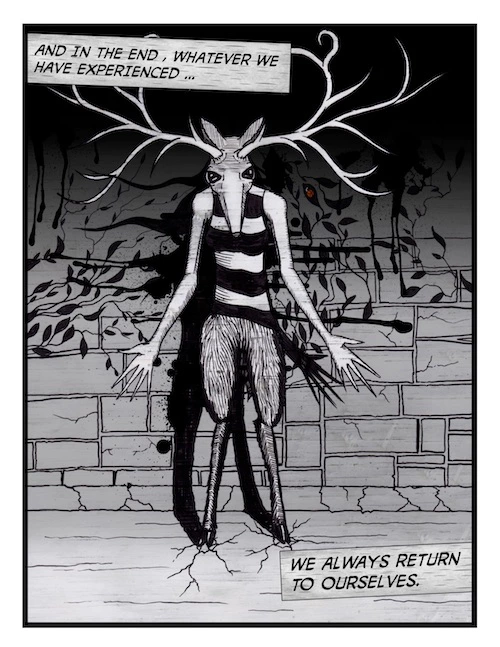 AND IN THE END , WHATEVER WE
HAVE EXPERIENCED ...
WE ALWAYS RETURN
TO OURSELVES.